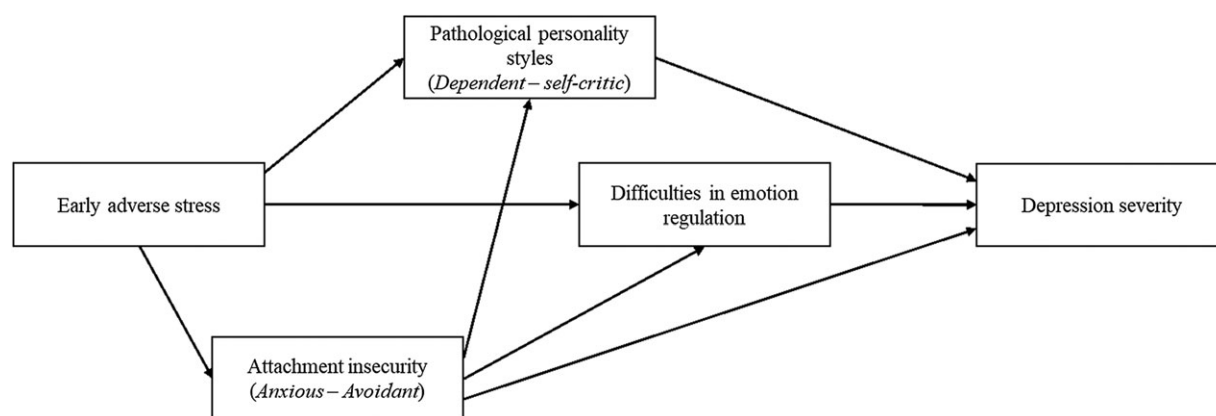 Pathological personality
styles
(Dependent – self-critic)
Early adverse stress
Difficulties in emotion
regulation
Depression severity
Attachment insecurity
(Anxious – Avoidant)